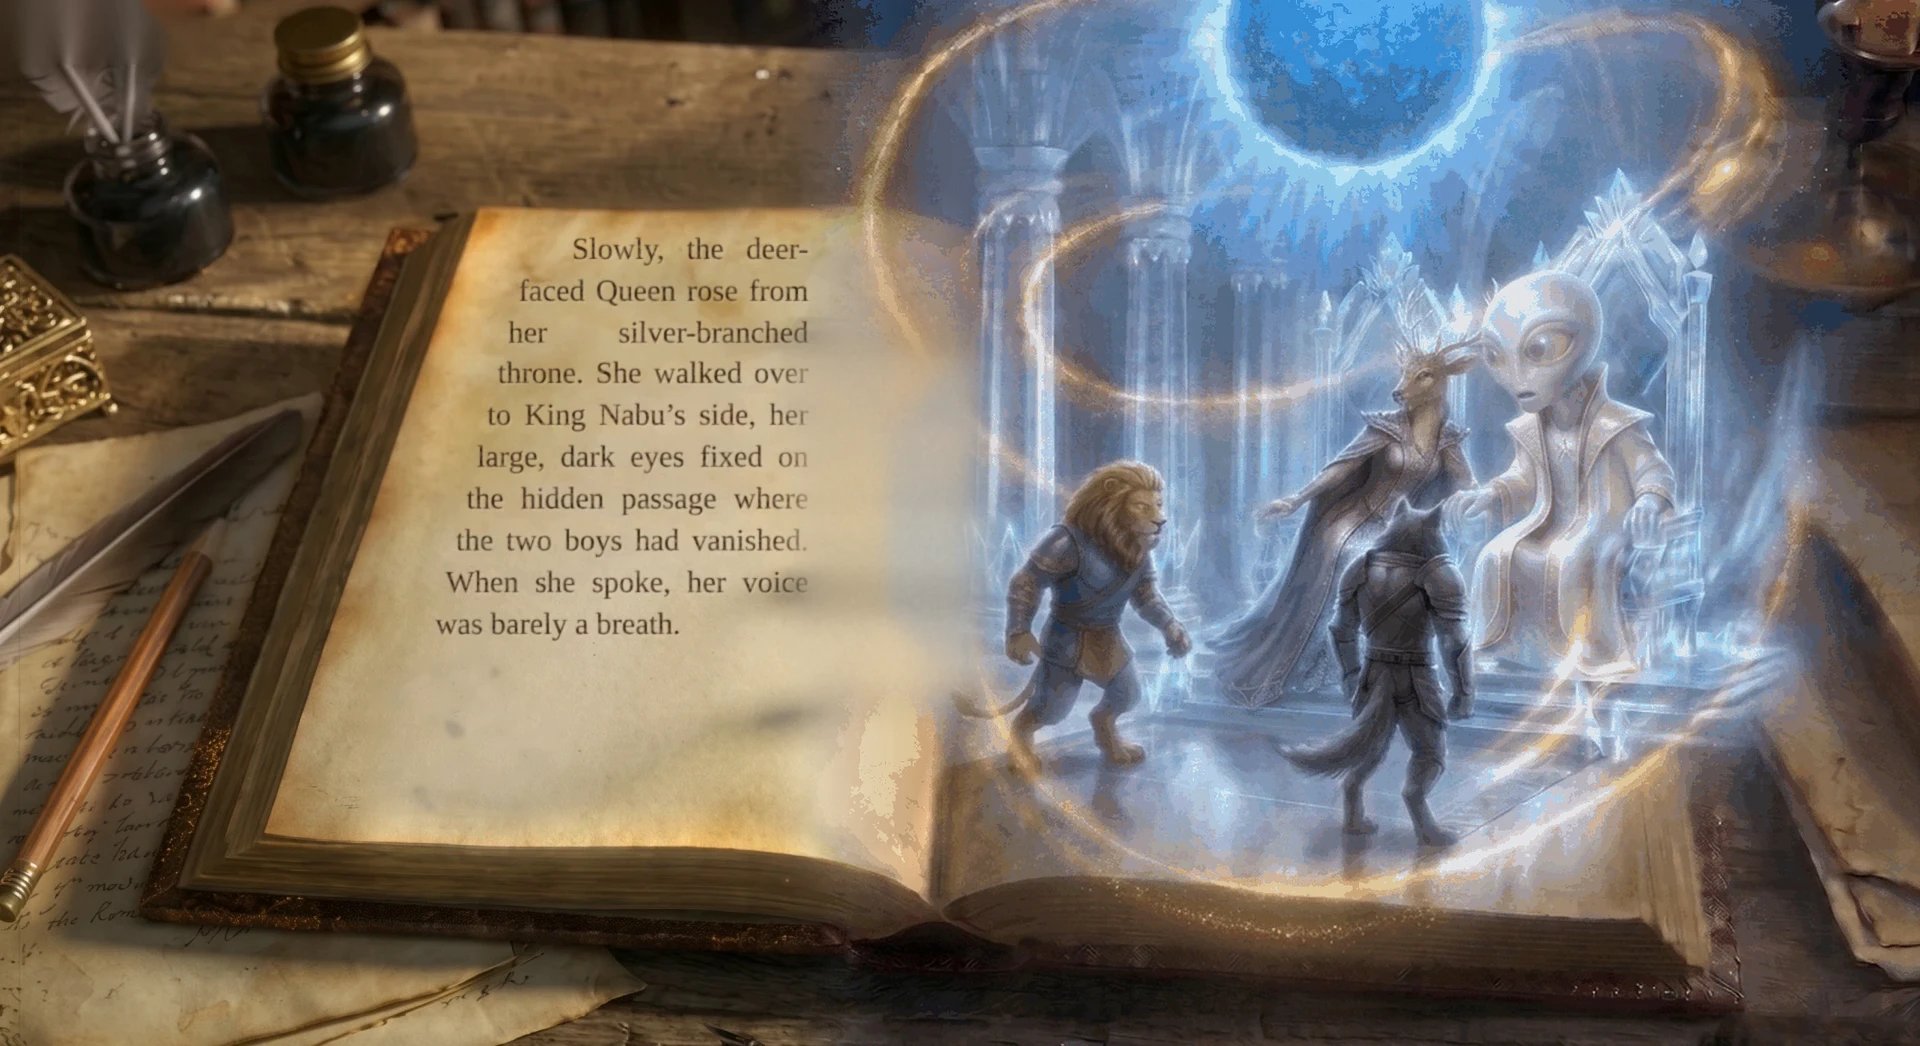 Slowly, the deer-
faced Queen rose from
her silver-branched
throne. She walked over
to King Nabu’s side, her
large, dark eyes fixed on
the hidden passage where
the two boys had vanished.
When she spoke, her voice
was barely a breath.